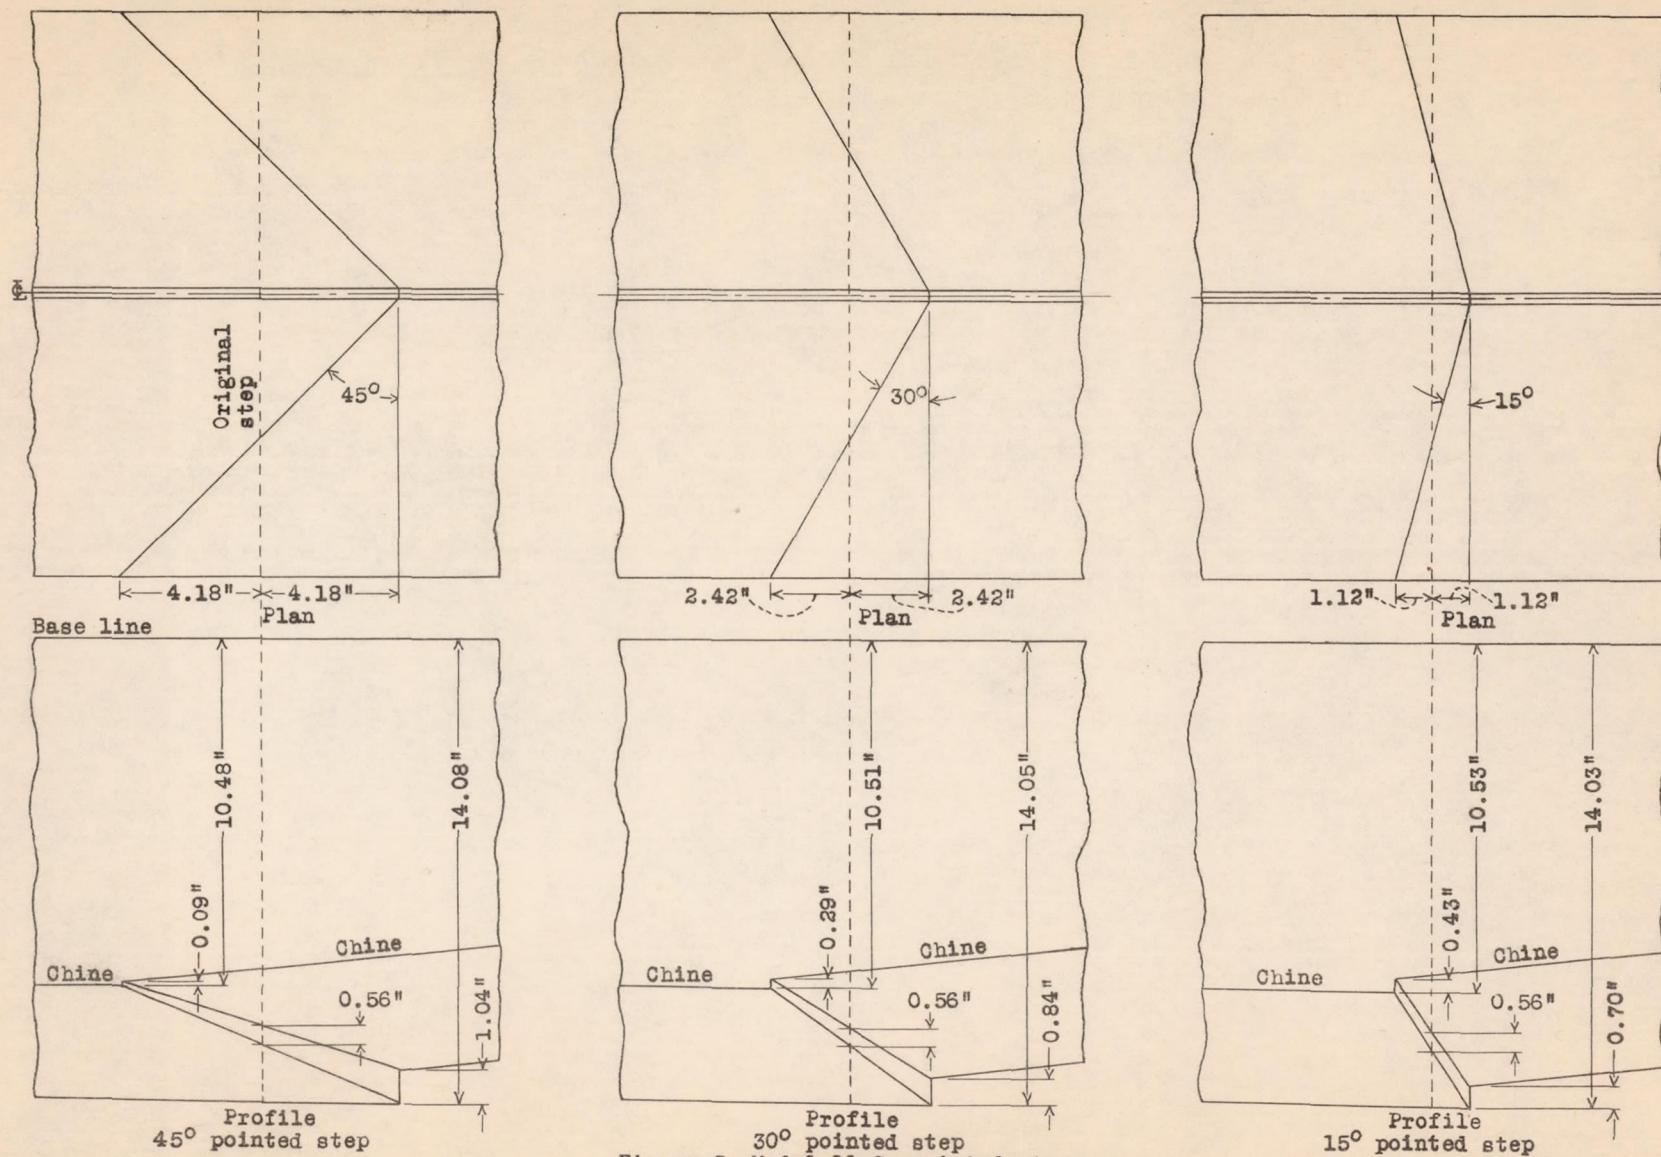 ℄
Original
step
45°
30°
15°
4.18" 4.18"
Plan
2.42" 2.42"
Plan
1.12" 1.12"
Plan
Base line
10.48"
14.08"
0.09"
Chine
Chine
0.56"
1.04"
Profile
45° pointed step
10.51"
14.05"
0.29"
Chine
Chine
0.56"
0.84"
Profile
30° pointed step
10.53"
14.03"
0.43"
Chine
Chine
0.56"
0.70"
Profile
15° pointed step